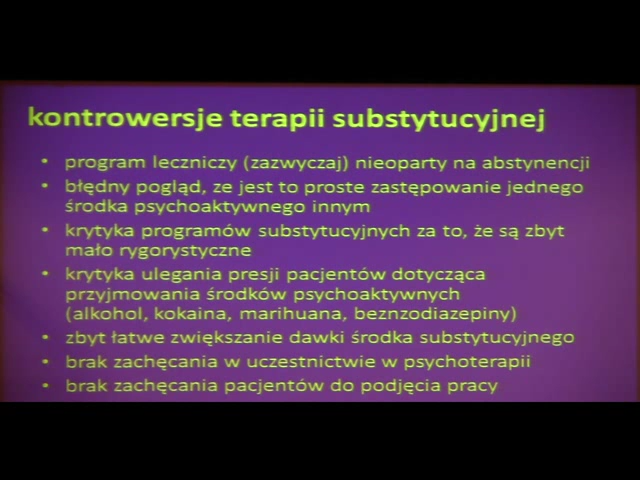 kontrowersje terapii substytucyjnej
• program leczniczy (zazwyczaj) nieoparty na abstynencji
• błędny pogląd, ze jest to proste zastępowanie jednego
środka psychoaktywnego innym
• krytyka programów substytucyjnych za to, że są zbyt
mało rygorystyczne
• krytyka ulegania presji pacjentów dotycząca
przyjmowania środków psychoaktywnych
(alkohol, kokaina, marihuana, beznzodiazepiny)
• zbyt łatwe zwiększanie dawki środka substytucyjnego
• brak zachęcania w uczestnictwie w psychoterapii
• brak zachęcania pacjentów do podjęcia pracy